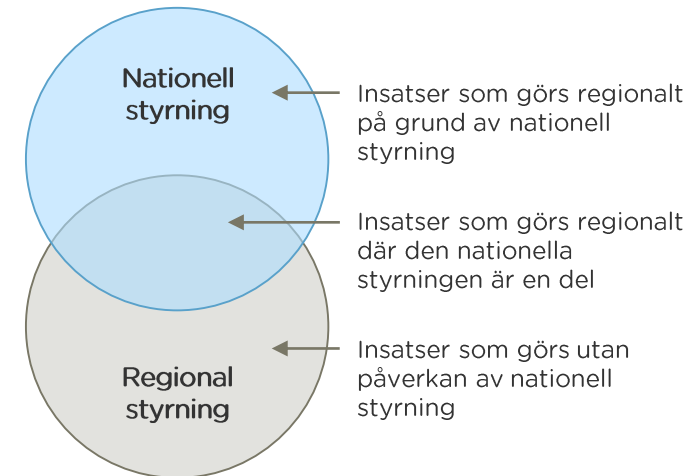 Nationell
styrning
Insatser som görs regionalt
på grund av nationell
styrning
Insatser som görs regionalt
där den nationella
styrningen är en del
Insatser som görs utan
påverkan av nationell
styrning
Regional
styrning